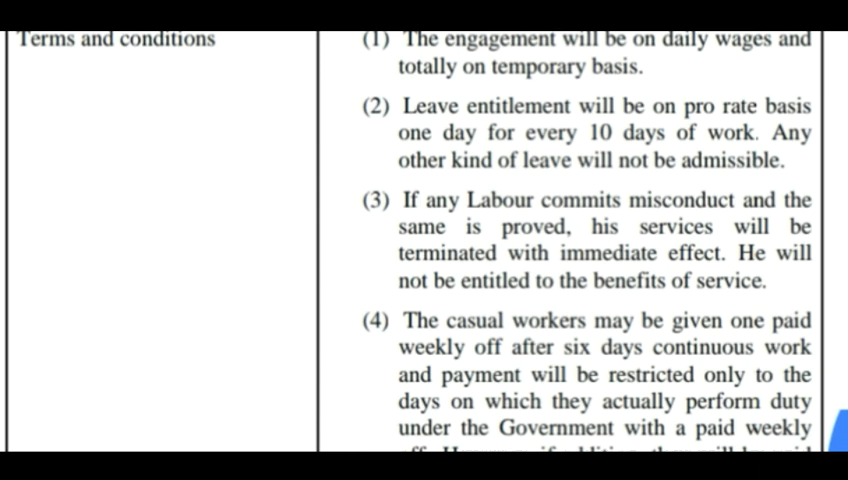 Terms and conditions
(1) The engagement will be on daily wages and
totally on temporary basis.
(2) Leave entitlement will be on pro rate basis
one day for every 10 days of work. Any
other kind of leave will not be admissible.
(3) If any Labour commits misconduct and the
same is proved, his services will be
terminated with immediate effect. He will
not be entitled to the benefits of service.
(4) The casual workers may be given one paid
weekly off after six days continuous work
and payment will be restricted only to the
days on which they actually perform duty
under the Government with a paid weekly